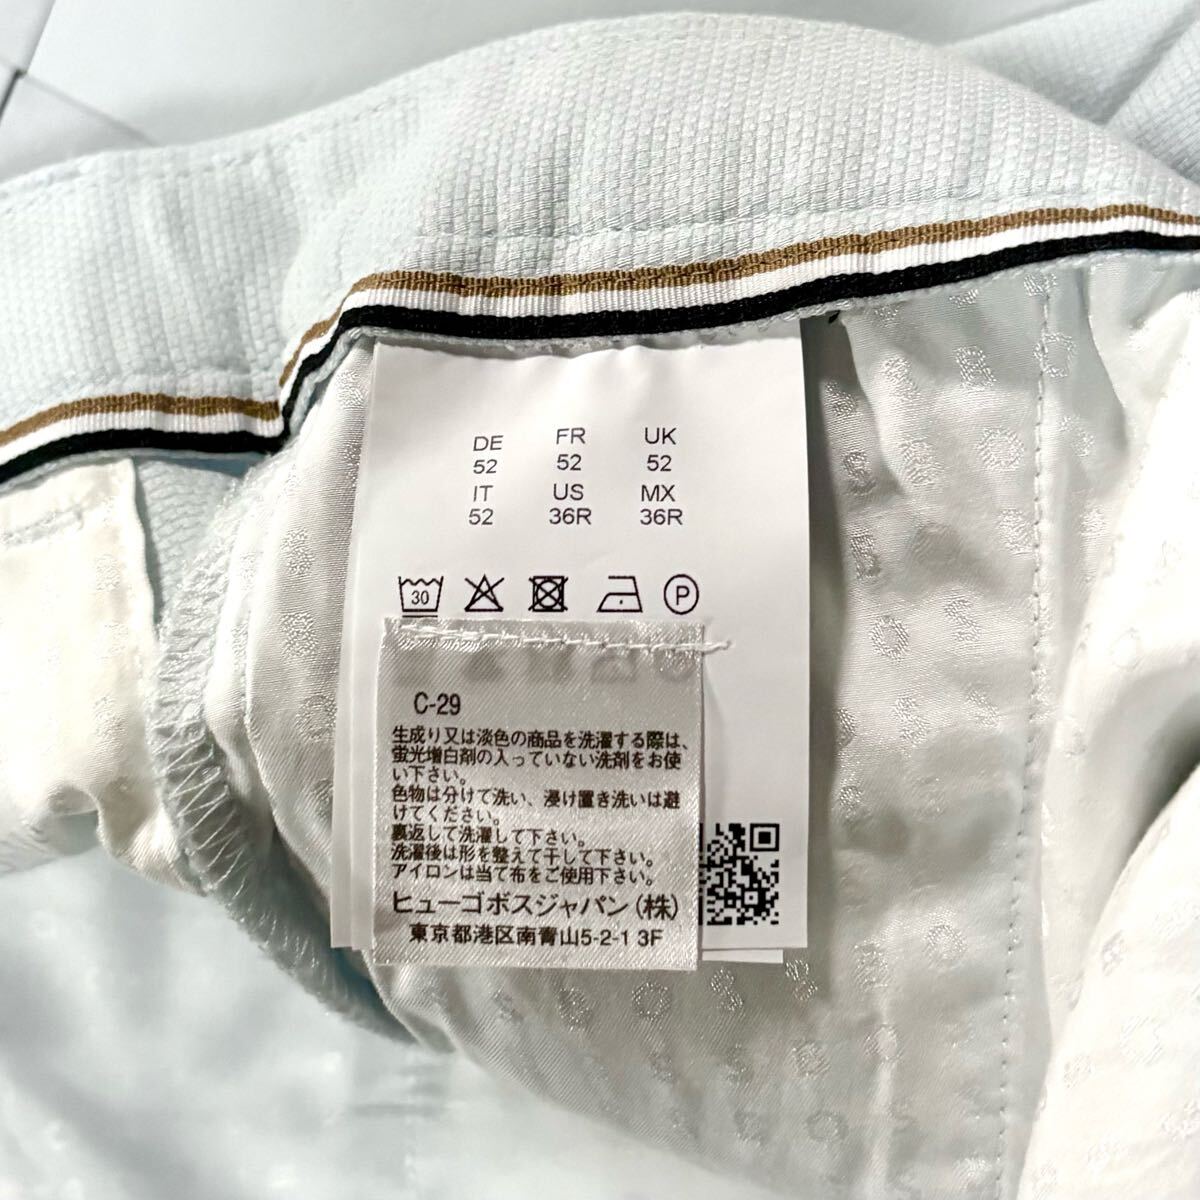 DE FR UK
52 52 52
IT US MX
52 36R 36R
30 P
C-29
生成り又は淡色の商品を洗濯する際は、
蛍光増白剤の入っていない洗剤をお使
い下さい。
色物は分けて洗い、浸け置き洗いは避
けてください。
裏返して洗濯して下さい。
洗濯後は形を整えて干して下さい。
アイロンは当て布をご使用下さい。
ヒューゴボスジャパン(株)
東京都港区南青山5-2-1 3F